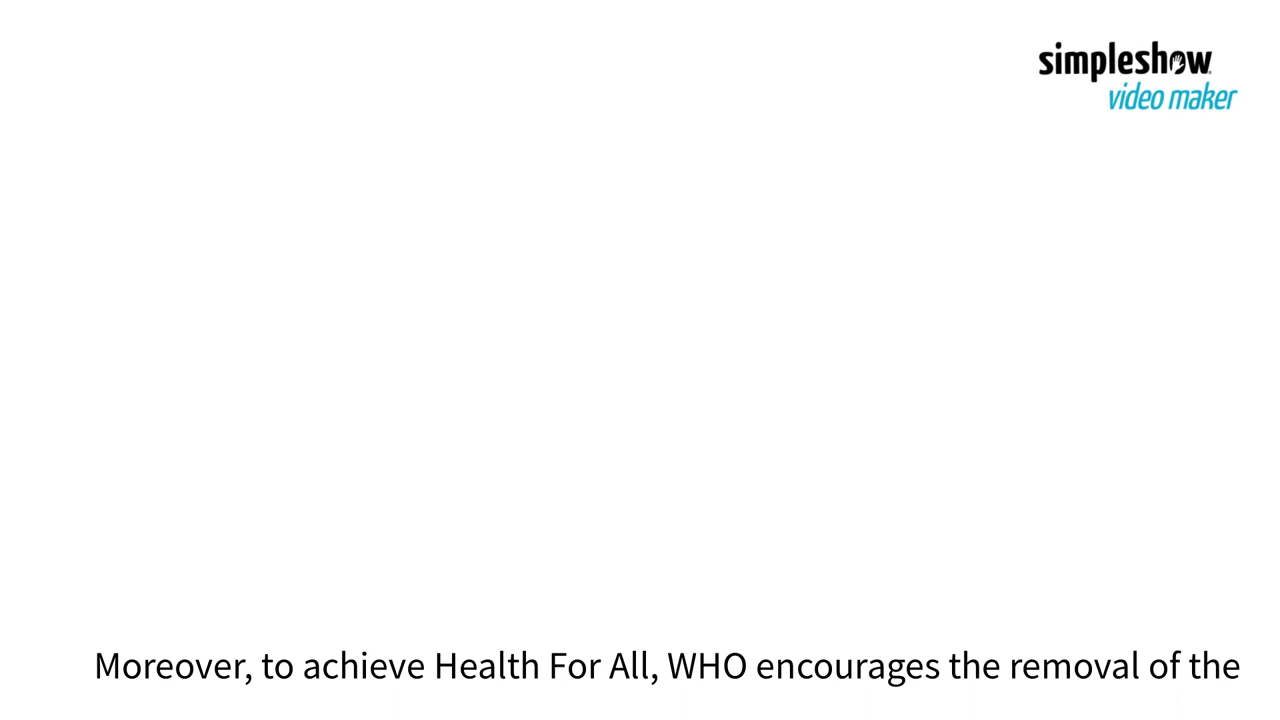 simpleshow
video maker
Moreover, to achieve Health For All, WHO encourages the removal of the